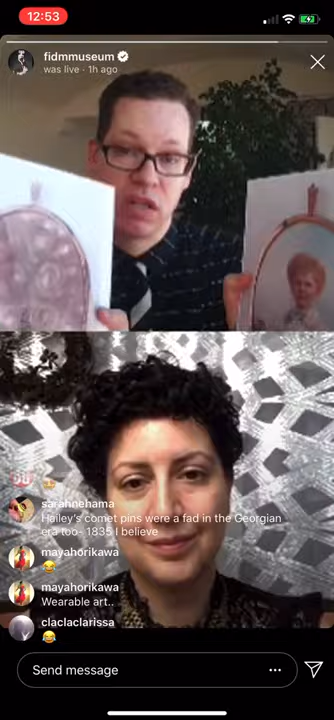 12:53
fidmmuseum
was live · 1h ago
sarahnehama
Hailey's comet pins were a fad in the Georgian
era too- 1835 I believe
mayahorikawa
😂
mayahorikawa
Wearable art..
claclaclarissa
😂
Send message